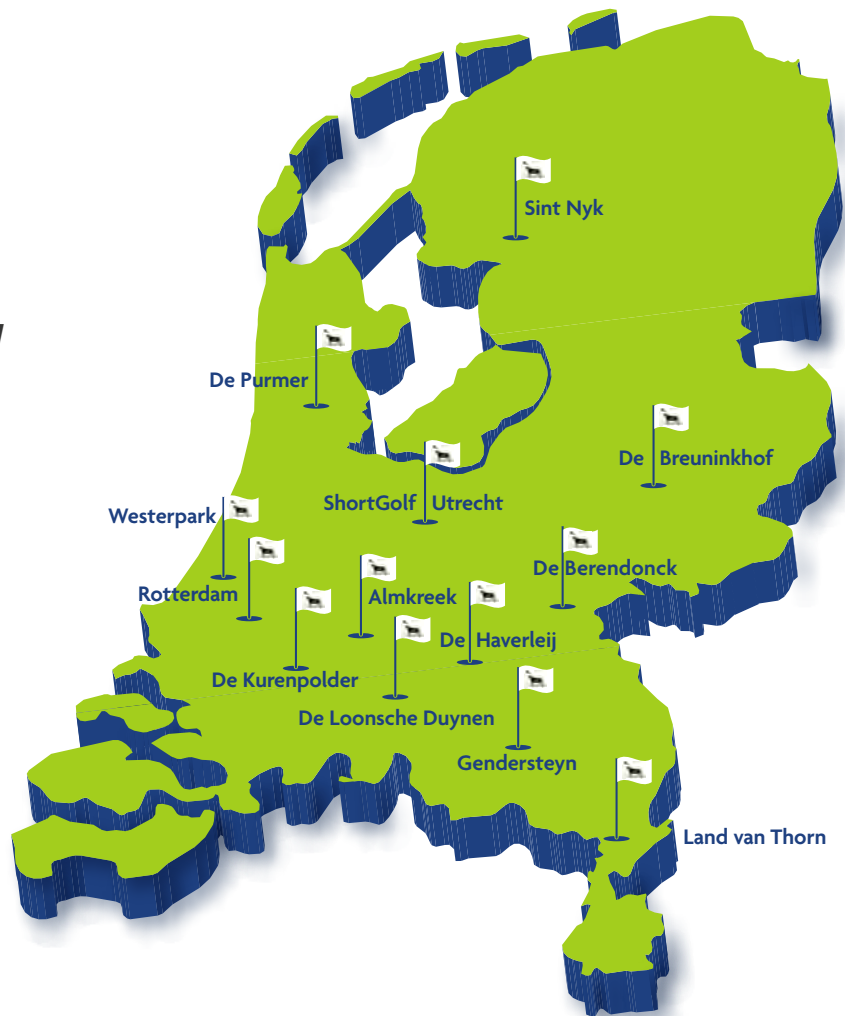 Sint Nyk
De Purmer
De Breuninkhof
ShortGolf Utrecht
Westerpark
De Berendonck
Rotterdam
Almkreek
De Haverleij
De Kurenpolder
De Loonsche Duynen
Gendersteyn
Land van Thorn